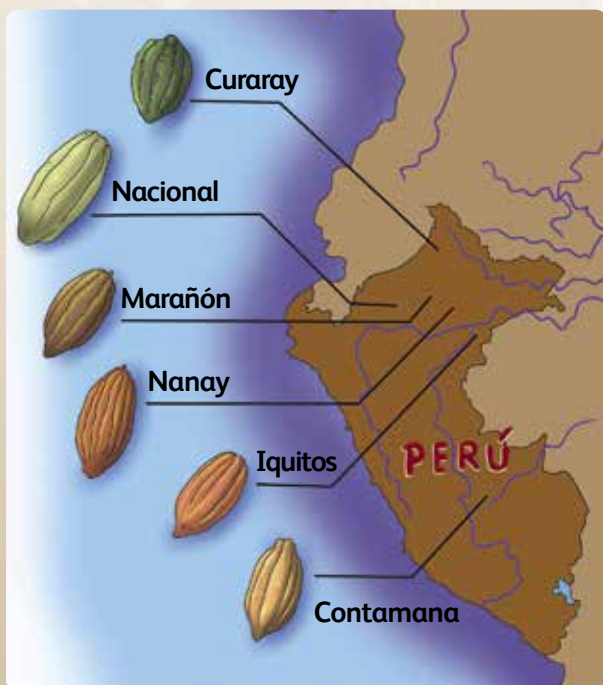 Curaray
Nacional
Marañón
Nanay
Iquitos
PERÚ
Contamana